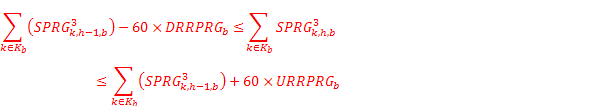 ∑_{k∈K_b} (SPRG^3_{k,h−1,b}) − 60 × DRRPRG_b ≤ ∑_{k∈K_b} SPRG^3_{k,h,b}
≤ ∑_{k∈K_h} (SPRG^3_{k,h−1,b}) + 60 × URRPRG_b